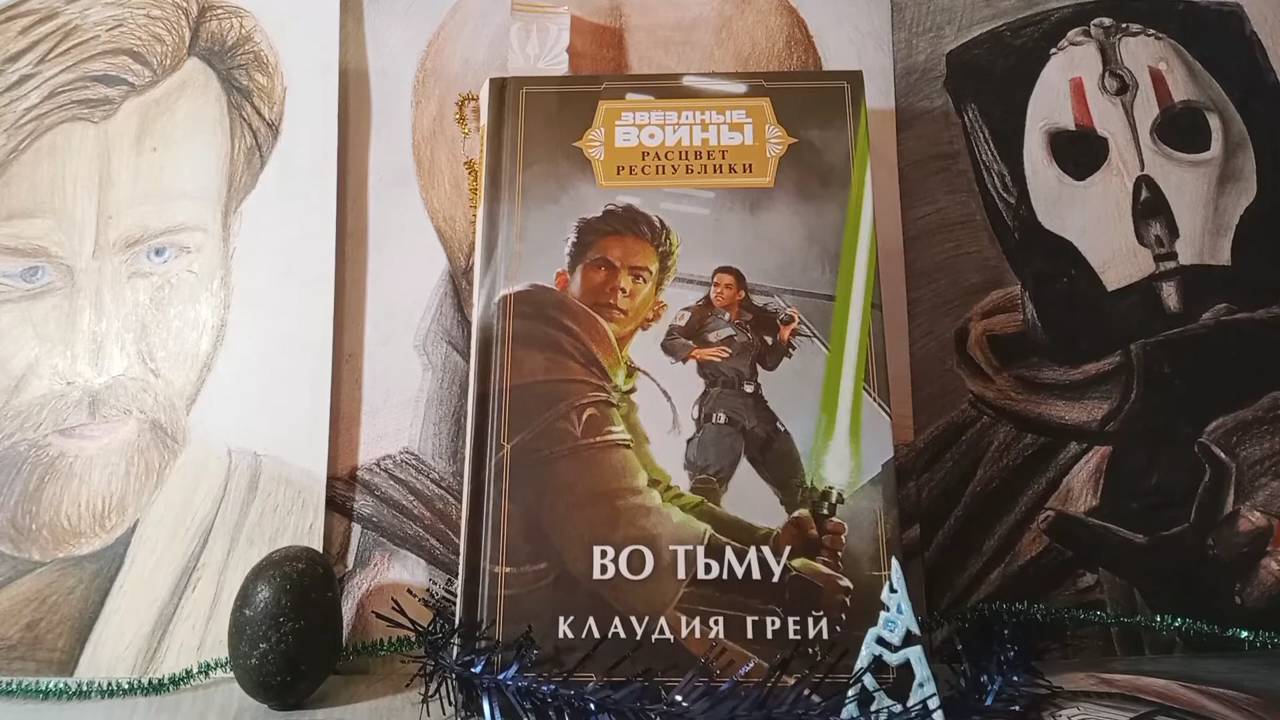 ЗВЁЗДНЫЕ
ВОЙНЫ
РАСЦВЕТ
РЕСПУБЛИКИ
ВО ТЬМУ
КЛАУДИЯ ГРЕЙ